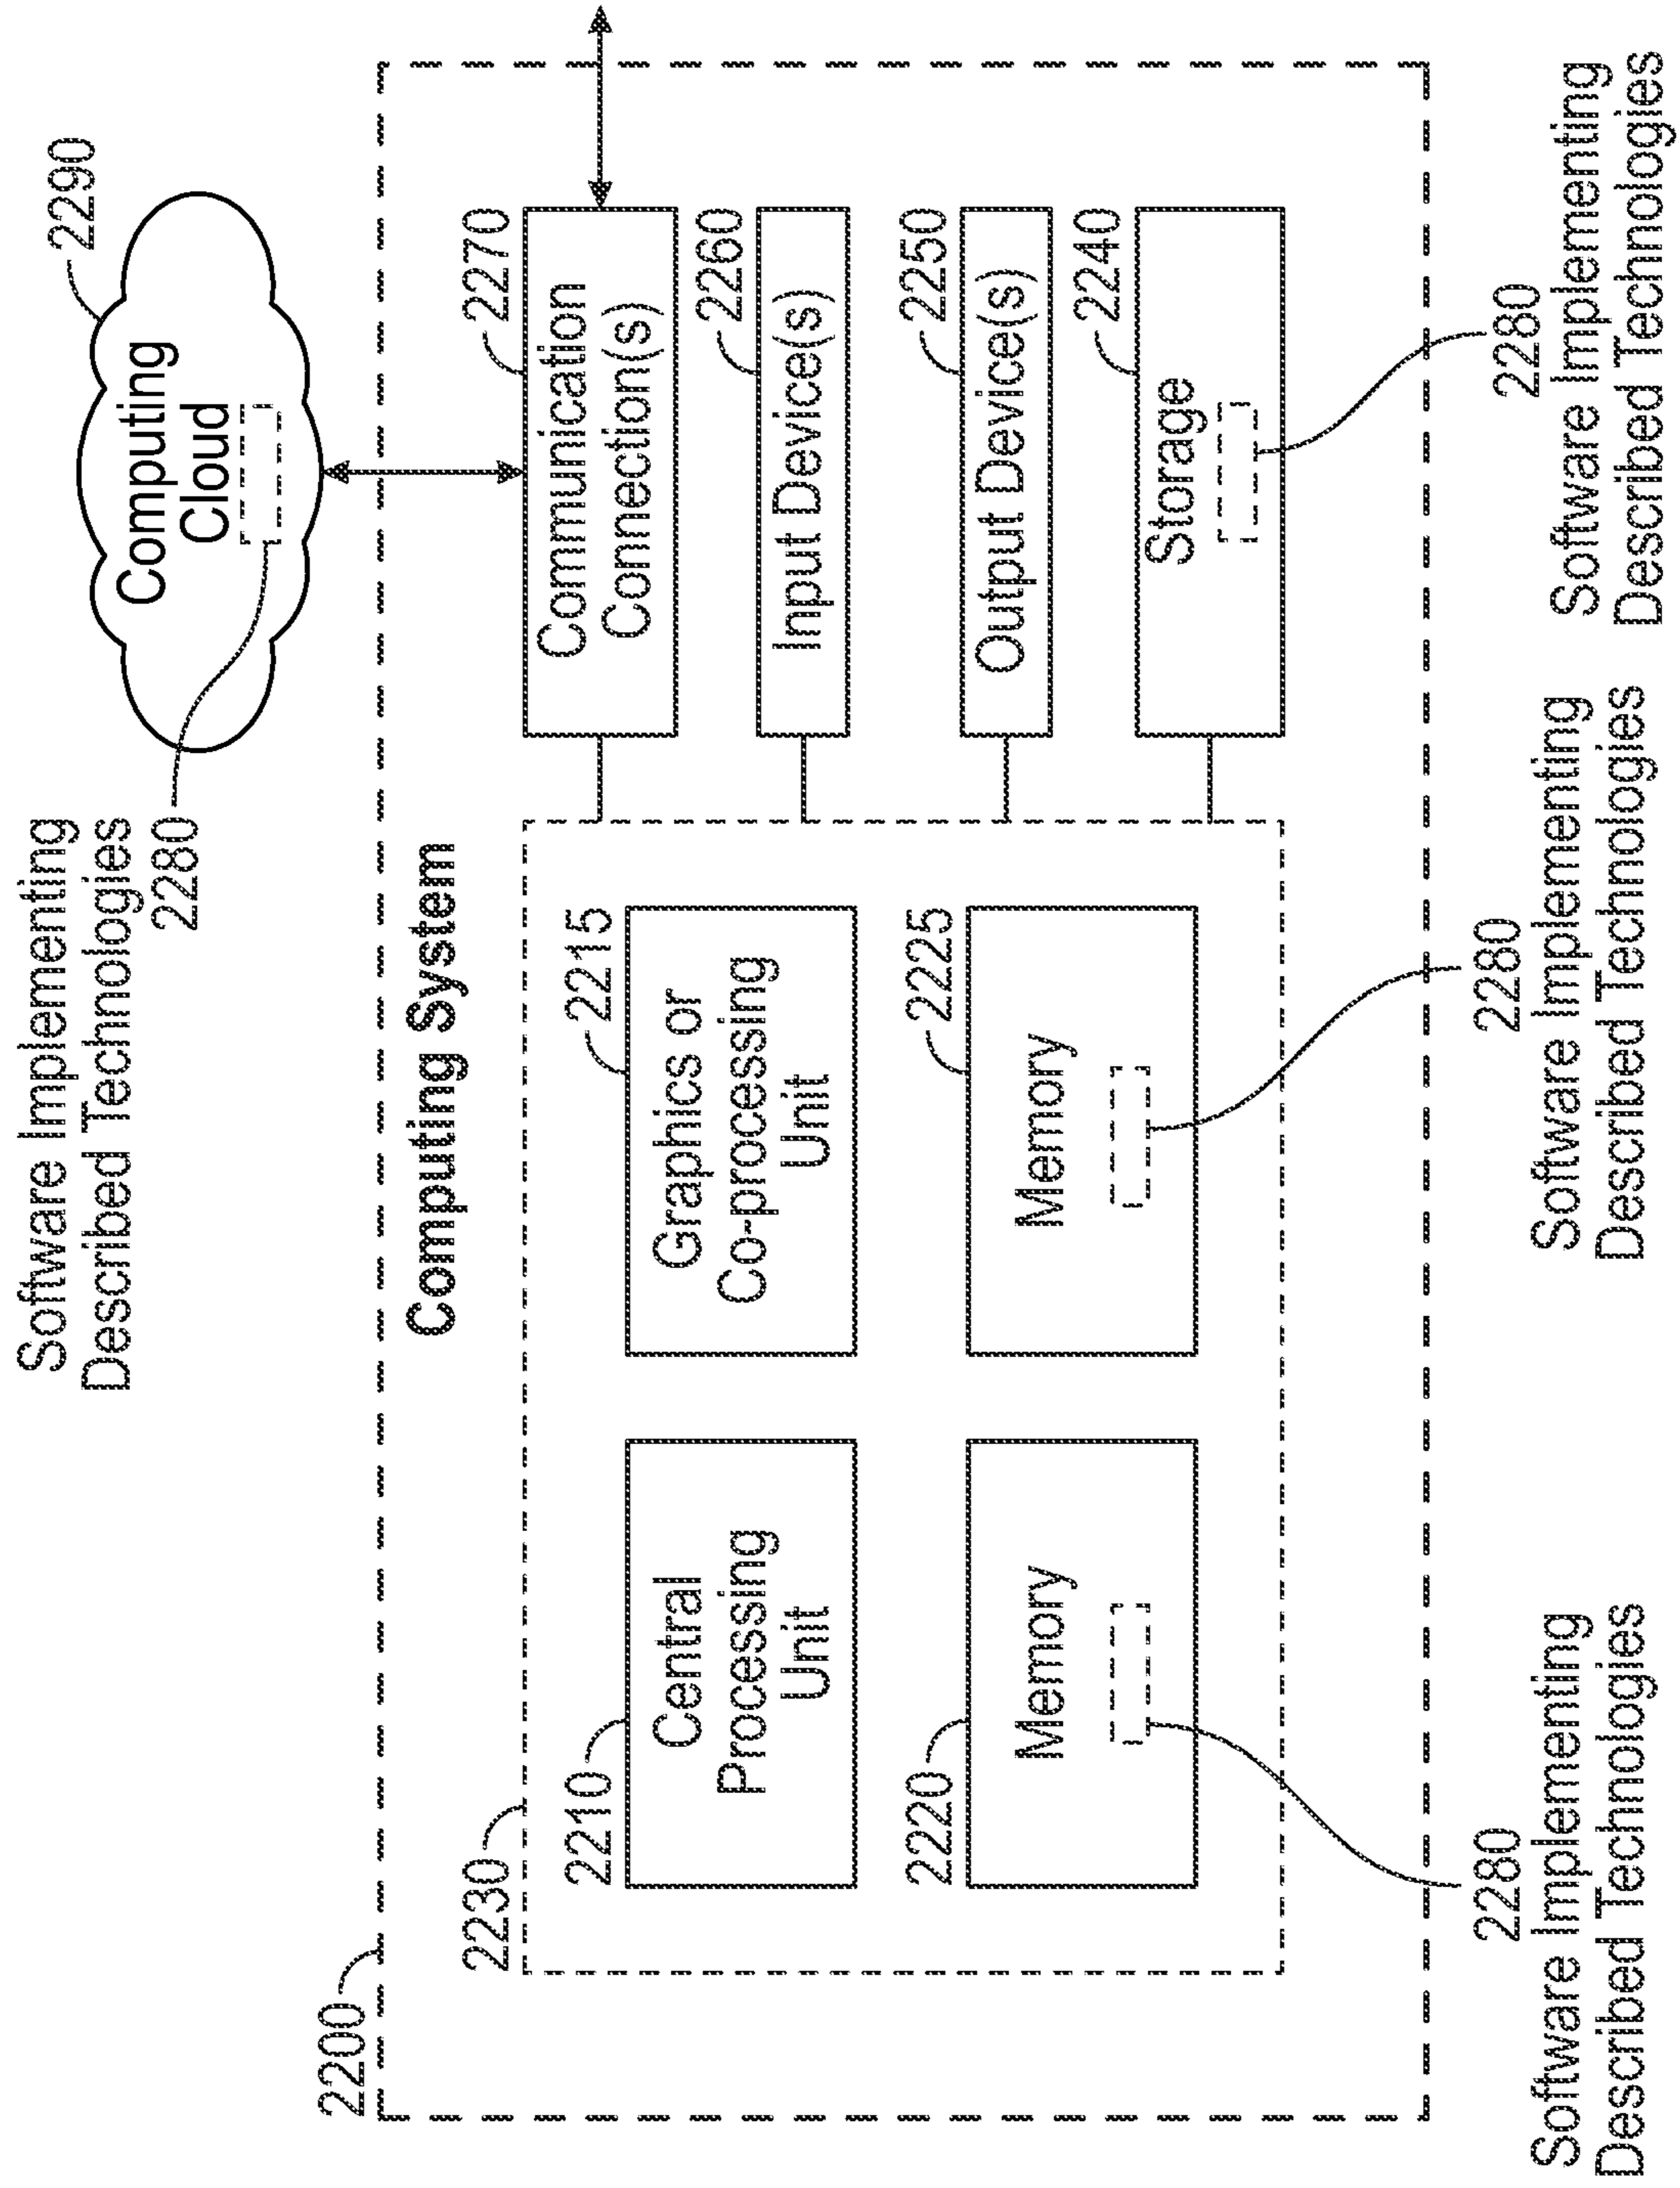 Software Implementing
Described Technologies
2280
2290
Computing
Cloud
2200
Computing System
2230
2210
Central
Processing
Unit
2215
Graphics or
Co-processing
Unit
2220
Memory
2225
Memory
2270
Communication
Connection(s)
2260
Input Device(s)
2250
Output Device(s)
2240
Storage
2280
Software Implementing
Described Technologies
2280
Software Implementing
Described Technologies
2280
Software Implementing
Described Technologies